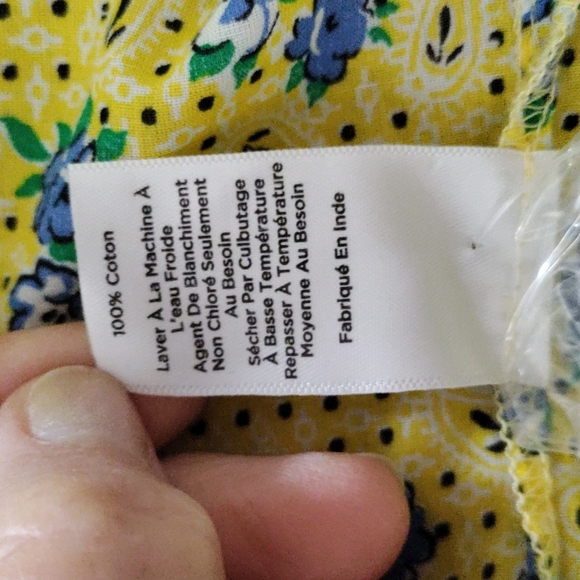 100% Coton
Laver À La Machine À
L'eau Froide
Agent De Blanchiment
Non Chloré Seulement
Au Besoin
Sécher Par Culbutage
À Basse Température
Repasser À Température
Moyenne Au Besoin
Fabriqué En Inde